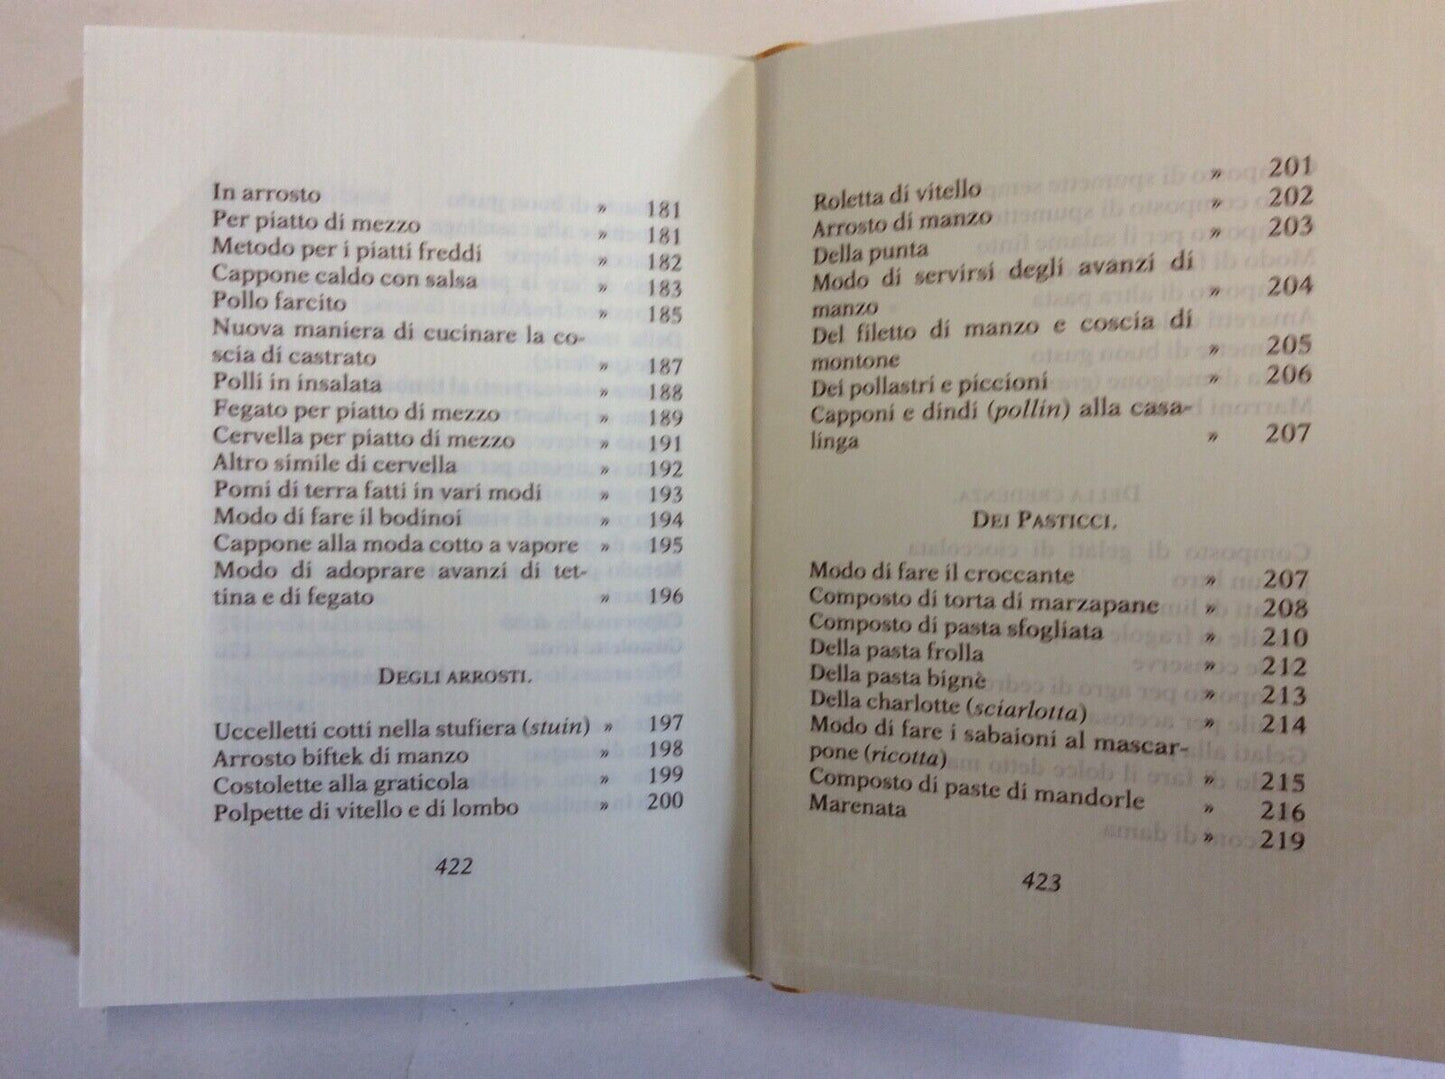 In arrosto » 181
Per piatto di mezzo » 181
Metodo per i piatti freddi » 182
Cappone caldo con salsa » 183
Pollo farcito » 185
Nuova maniera di cucinare la co-
scia di castrato » 187
Polli in insalata » 188
Fegato per piatto di mezzo » 189
Cervella per piatto di mezzo » 191
Altro simile di cervella » 192
Pomi di terra fatti in vari modi » 193
Modo di fare il bodinoi » 194
Cappone alla moda cotto a vapore » 195
Modo di adoprare avanzi di tet-
tina e di fegato » 196
DEGLI ARROSTI.
Uccelletti cotti nella stufiera (stuin) » 197
Arrosto biftek di manzo » 198
Costolette alla graticola » 199
Polpette di vitello e di lombo » 200
422
Roletta di vitello » 201
Arrosto di manzo » 202
Della punta » 203
Modo di servirsi degli avanzi di
manzo » 204
Del filetto di manzo e coscia di
montone » 205
Dei pollastri e piccioni » 206
Capponi e dindi (pollin) alla casa-
linga » 207
DEI PASTICCI.
Modo di fare il croccante » 207
Composto di torta di marzapane » 208
Composto di pasta sfogliata » 210
Della pasta frolla » 212
Della pasta bignè » 213
Della charlotte (sciarlotta) » 214
Modo di fare i sabaioni al mascar-
pone (ricotta) » 215
Composto di paste di mandorle » 216
Marenata » 219
423